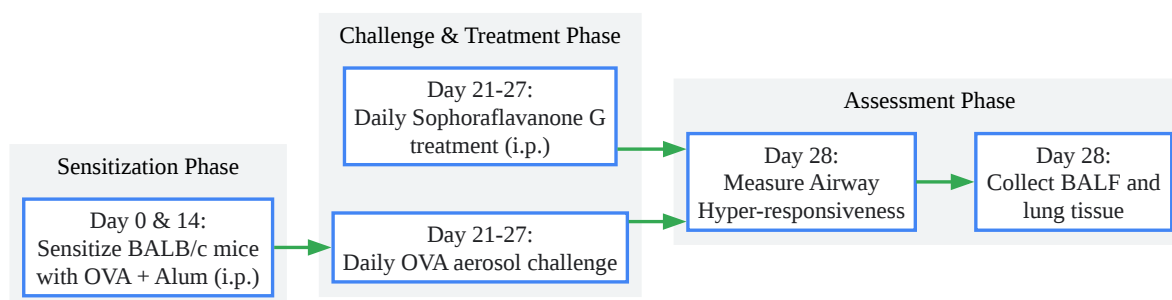 Sensitization Phase
Day 0 & 14:
Sensitize BALB/c mice
with OVA + Alum (i.p.)
Challenge & Treatment Phase
Day 21-27:
Daily Sophoraflavanone G
treatment (i.p.)
Day 21-27:
Daily OVA aerosol challenge
Assessment Phase
Day 28:
Measure Airway
Hyper-responsiveness
Day 28:
Collect BALF and
lung tissue